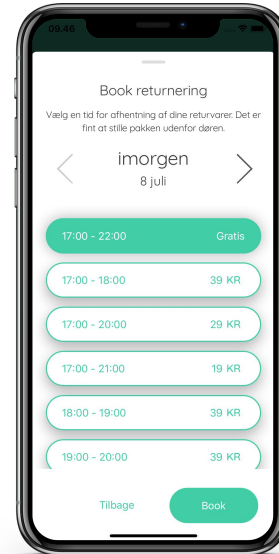 09.46
Book returnering
Vælg en tid for afhentning af dine returvarer. Det er
fint at stille pakken udenfor døren.
imorgen
8 juli
17:00 - 22:00 Gratis
17:00 - 18:00 39 KR
17:00 - 20:00 29 KR
17:00 - 21:00 19 KR
18:00 - 19:00 39 KR
19:00 - 20:00 39 KR
Tilbage Book